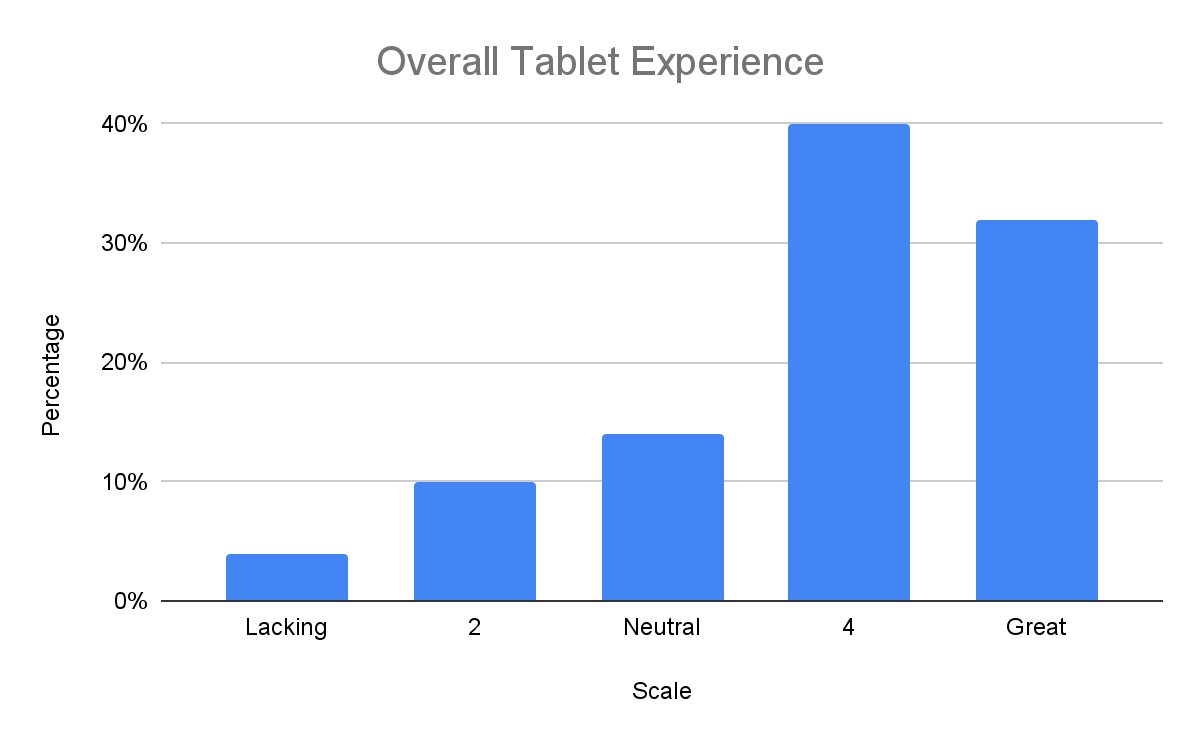 Overall Tablet Experience
40%
30%
20%
10%
0%
Percentage
Lacking 2 Neutral 4 Great
Scale